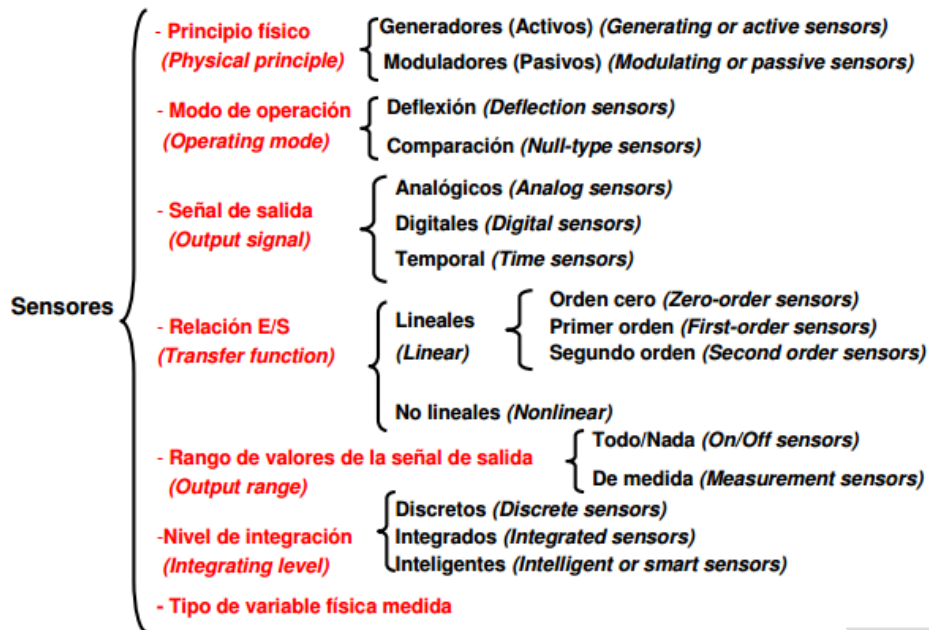 Sensores
- Principio físico
(Physical principle)
Generadores (Activos) (Generating or active sensors)
Moduladores (Pasivos) (Modulating or passive sensors)
- Modo de operación
(Operating mode)
Deflexión (Deflection sensors)
Comparación (Null-type sensors)
- Señal de salida
(Output signal)
Analógicos (Analog sensors)
Digitales (Digital sensors)
Temporal (Time sensors)
- Relación E/S
(Transfer function)
Lineales
(Linear)
Orden cero (Zero-order sensors)
Primer orden (First-order sensors)
Segundo orden (Second order sensors)
No lineales (Nonlinear)
- Rango de valores de la señal de salida
(Output range)
Todo/Nada (On/Off sensors)
De medida (Measurement sensors)
-Nivel de integración
(Integrating level)
Discretos (Discrete sensors)
Integrados (Integrated sensors)
Inteligentes (Intelligent or smart sensors)
- Tipo de variable física medida